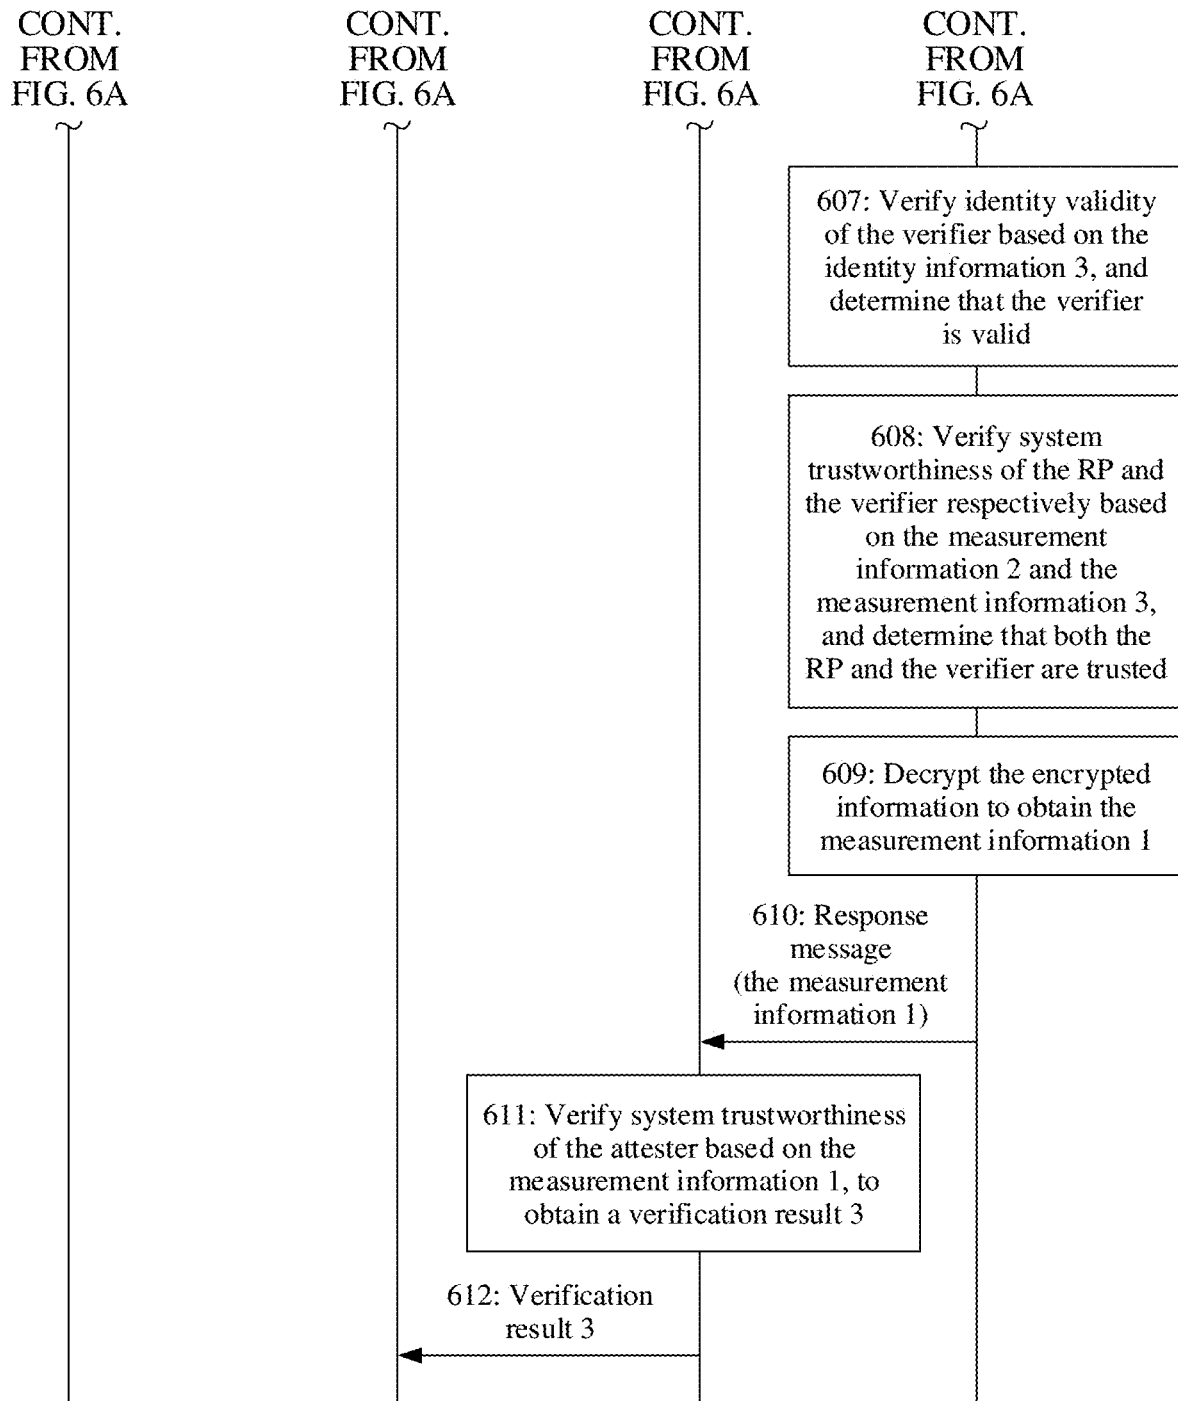 CONT.
FROM
FIG. 6A
CONT.
FROM
FIG. 6A
CONT.
FROM
FIG. 6A
CONT.
FROM
FIG. 6A
607: Verify identity validity
of the verifier based on the
identity information 3, and
determine that the verifier
is valid
608: Verify system
trustworthiness of the RP and
the verifier respectively based
on the measurement
information 2 and the
measurement information 3,
and determine that both the
RP and the verifier are trusted
609: Decrypt the encrypted
information to obtain the
measurement information 1
610: Response
message
(the measurement
information 1)
611: Verify system trustworthiness
of the attester based on the
measurement information 1, to
obtain a verification result 3
612: Verification
result 3